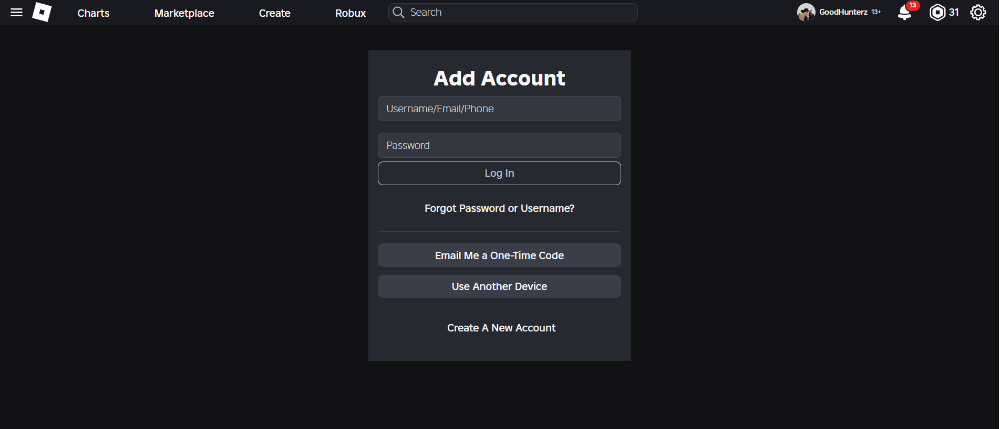 Charts Marketplace Create Robux Search GoodHunterz 13+ 13 31
Add Account
Username/Email/Phone
Password
Log In
Forgot Password or Username?
Email Me a One-Time Code
Use Another Device
Create A New Account